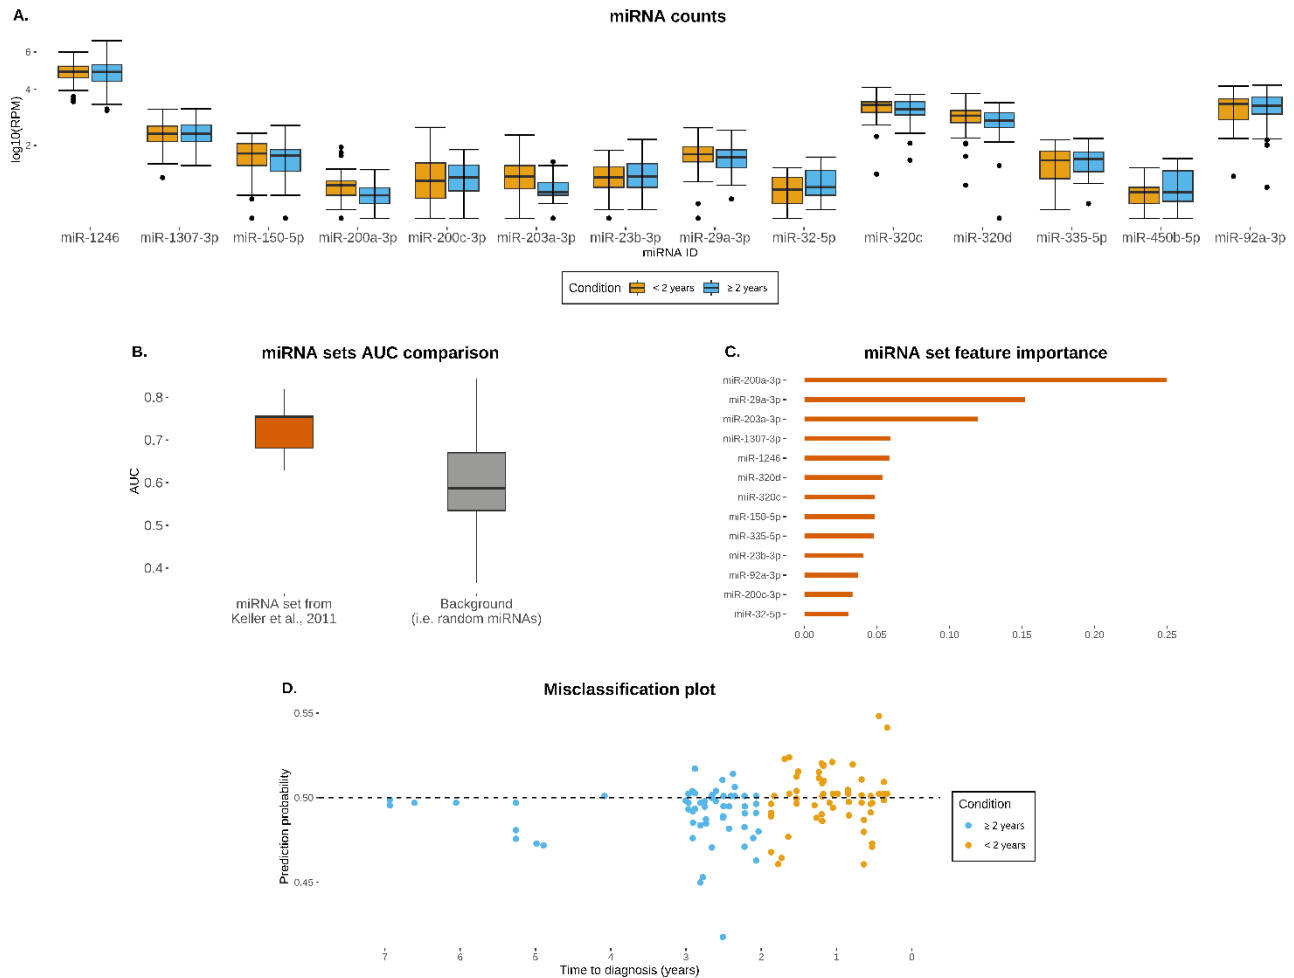 A.
miRNA counts
6
4
2
log10(RPM)
miR-1246 miR-1307-3p miR-150-5p miR-200a-3p miR-200c-3p miR-203a-3p miR-23b-3p miR-29a-3p miR-32-5p miR-320c miR-320d miR-335-5p miR-450b-5p miR-92a-3p
miRNA ID
Condition < 2 years ≥ 2 years
B.
miRNA sets AUC comparison
0.8
0.7
0.6
0.5
0.4
AUC
miRNA set from
Keller et al., 2011
Background
(i.e. random miRNAs)
C.
miRNA set feature importance
miR-200a-3p
miR-29a-3p
miR-203a-3p
miR-1307-3p
miR-1246
miR-320d
miR-320c
miR-150-5p
miR-335-5p
miR-23b-3p
miR-92a-3p
miR-200c-3p
miR-32-5p
0.00 0.05 0.10 0.15 0.20 0.25
D.
Misclassification plot
0.55
0.50
0.45
Prediction probability
7 6 5 4 3 2 1 0
Time to diagnosis (years)
Condition
≥ 2 years
< 2 years